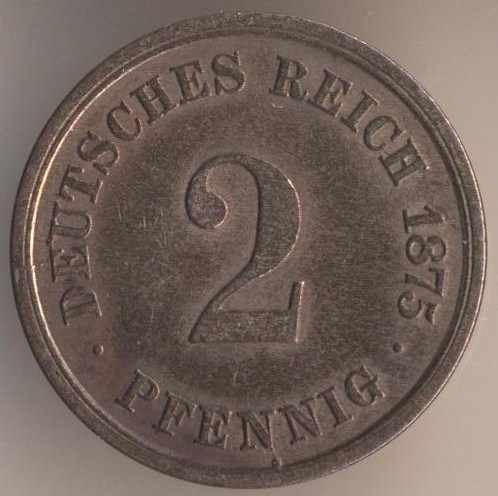 DEUTSCHES REICH 1875
2
· PFENNIG ·